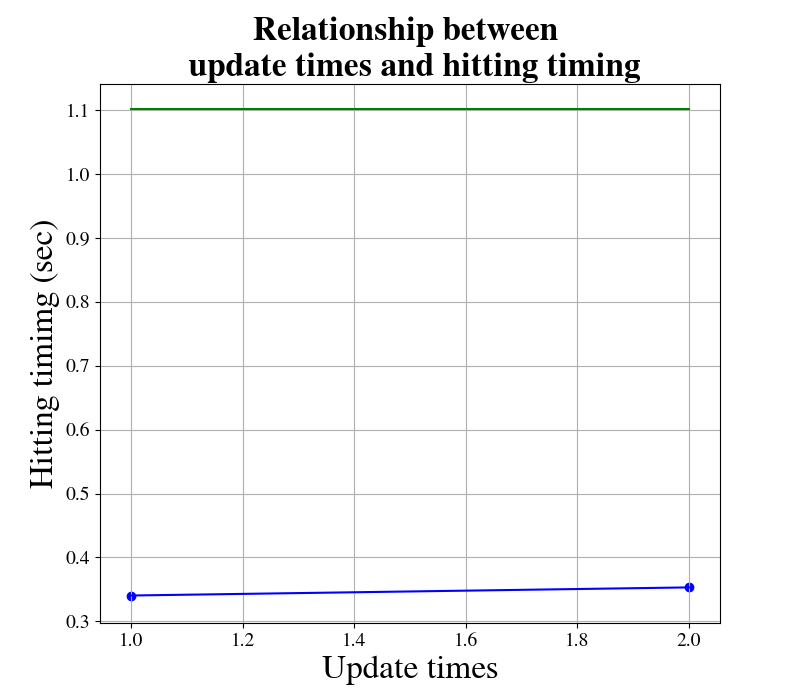 Relationship between
update times and hitting timing
Hitting timimg (sec)
1.1
1.0
0.9
0.8
0.7
0.6
0.5
0.4
0.3
1.0 1.2 1.4 1.6 1.8 2.0
Update times